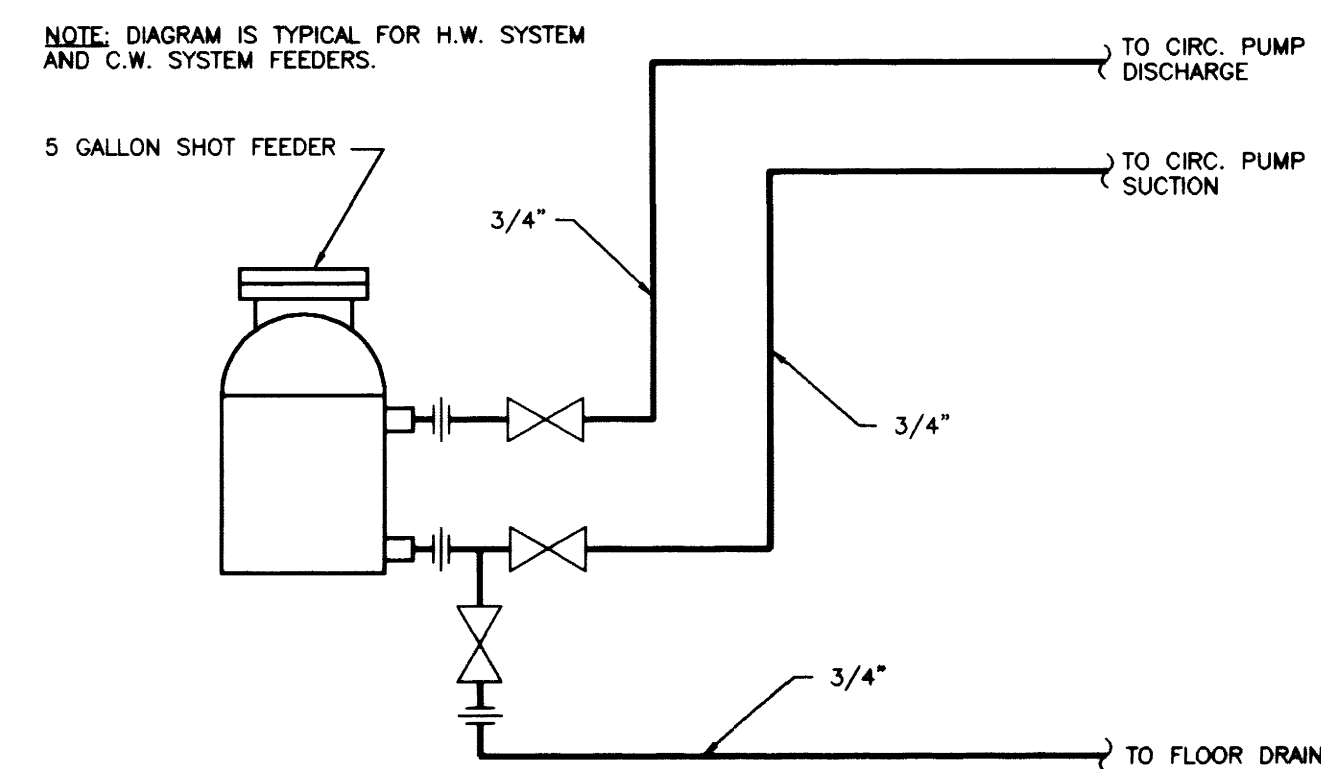 NOTE: DIAGRAM IS TYPICAL FOR H.W. SYSTEM
AND C.W. SYSTEM FEEDERS.
TO CIRC. PUMP
DISCHARGE
5 GALLON SHOT FEEDER
TO CIRC. PUMP
SUCTION
3/4"
3/4"
3/4"
TO FLOOR DRAIN